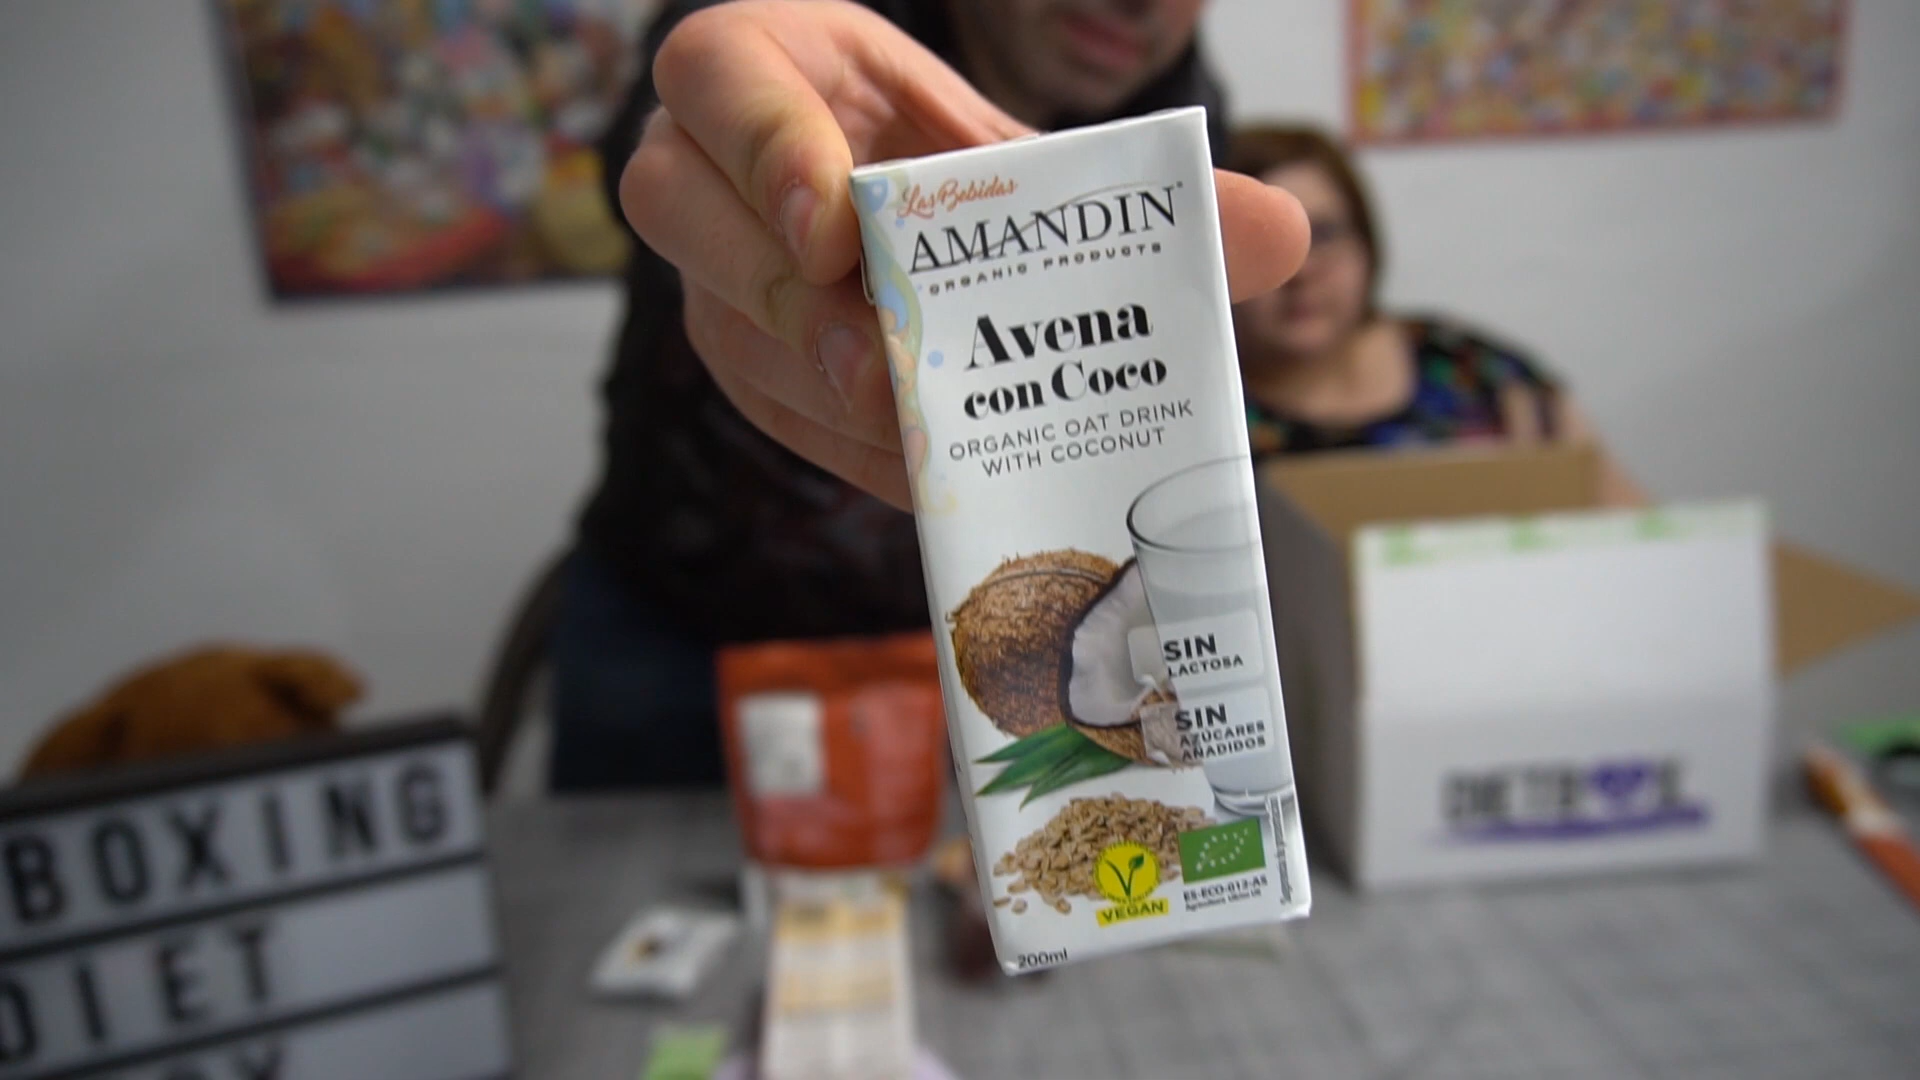 Las Bebidas
AMANDIN
ORGANIC PRODUCTS
Avena
con Coco
ORGANIC OAT DRINK
WITH COCONUT
SIN
LACTOSA
SIN
AZÚCARES
AÑADIDOS
VEGAN
ES-ECO-013-AS
200ml
BOXING
DIET